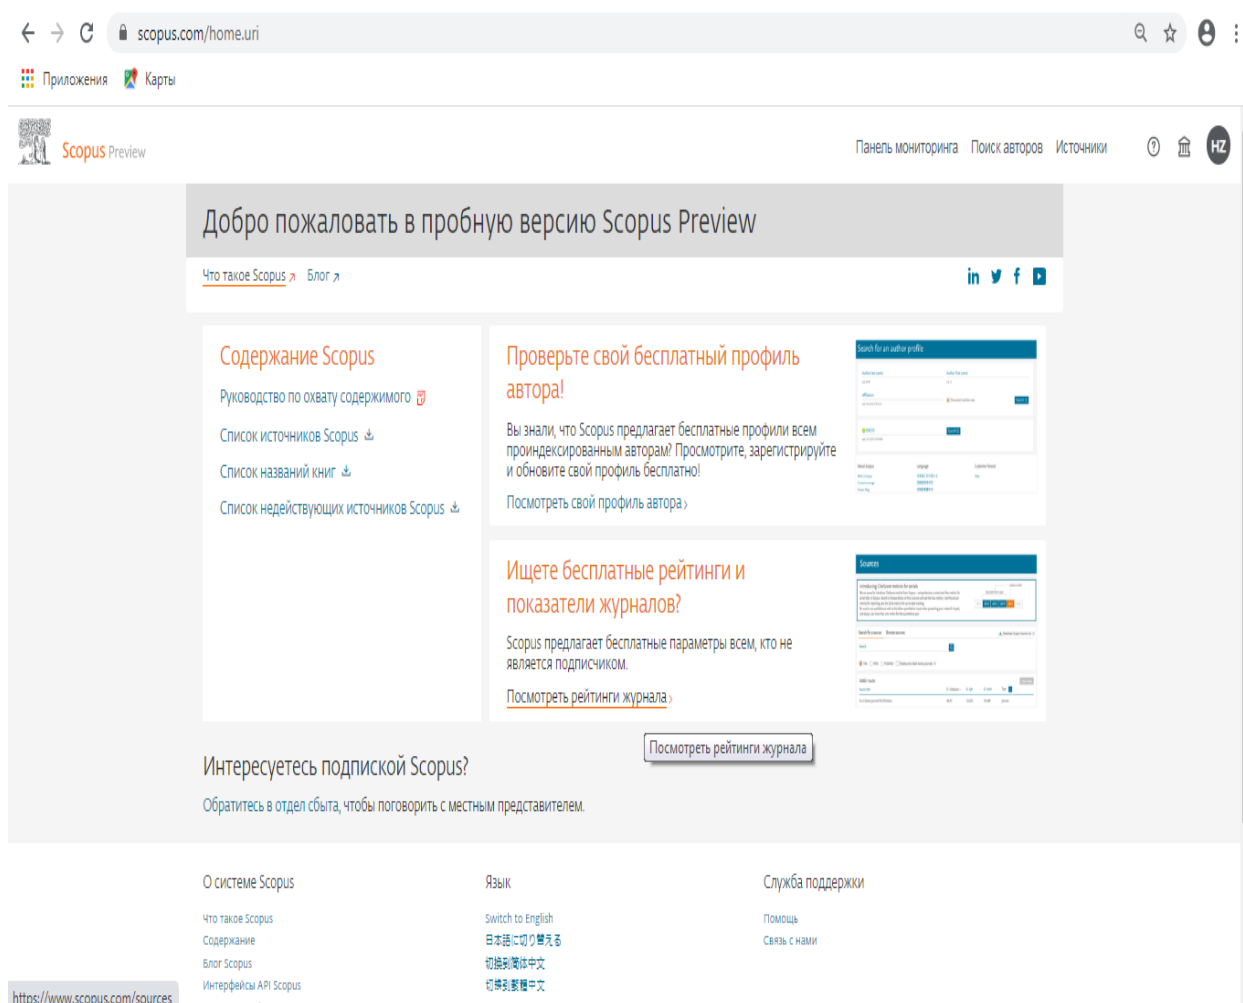 scopus.com/home.uri
Приложения Карты
Scopus Preview
Панель мониторинга Поиск авторов Источники
HZ
Добро пожаловать в пробную версию Scopus Preview
Что такое Scopus Блог
Содержание Scopus
Руководство по охвату содержимого
Список источников Scopus
Список названий книг
Список недействующих источников Scopus
Проверьте свой бесплатный профиль
автора!
Вы знали, что Scopus предлагает бесплатные профили всем
проиндексированным авторам? Просмотрите, зарегистрируйте
и обновите свой профиль бесплатно!
Посмотреть свой профиль автора
Search for an author profile
Ищете бесплатные рейтинги и
показатели журналов?
Scopus предлагает бесплатные параметры всем, кто не
является подписчиком.
Посмотреть рейтинги журнала
Sources
Посмотреть рейтинги журнала
Интересуетесь подпиской Scopus?
Обратитесь в отдел сбыта, чтобы поговорить с местным представителем.
О системе Scopus
Что такое Scopus
Содержание
Блог Scopus
Интерфейсы API Scopus
Язык
Switch to English
日本語に切り替える
切换到简体中文
切換到繁體中文
Служба поддержки
Помощь
Связь с нами
https://www.scopus.com/sources